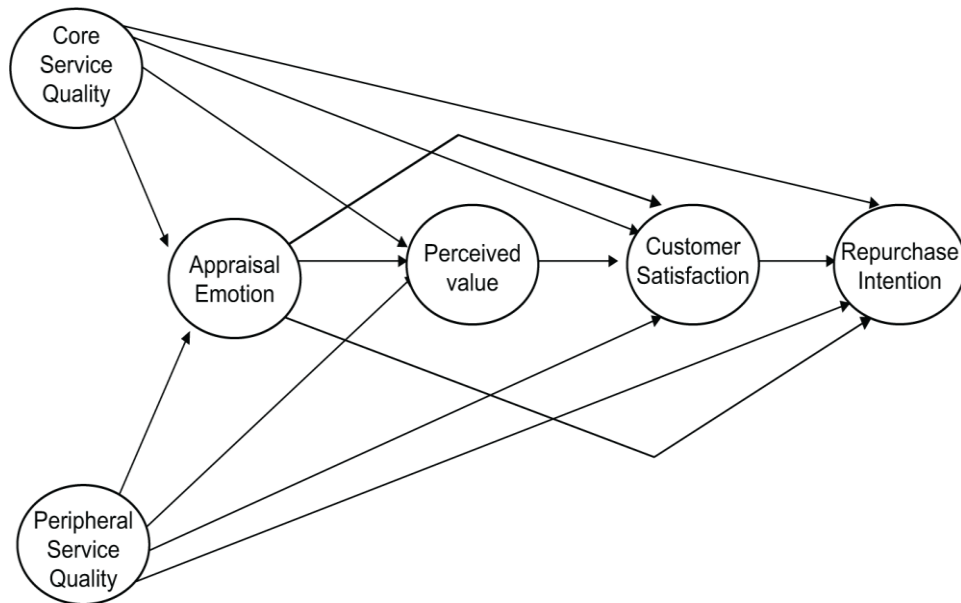 Core
Service
Quality
Appraisal
Emotion
Perceived
value
Customer
Satisfaction
Repurchase
Intention
Peripheral
Service
Quality